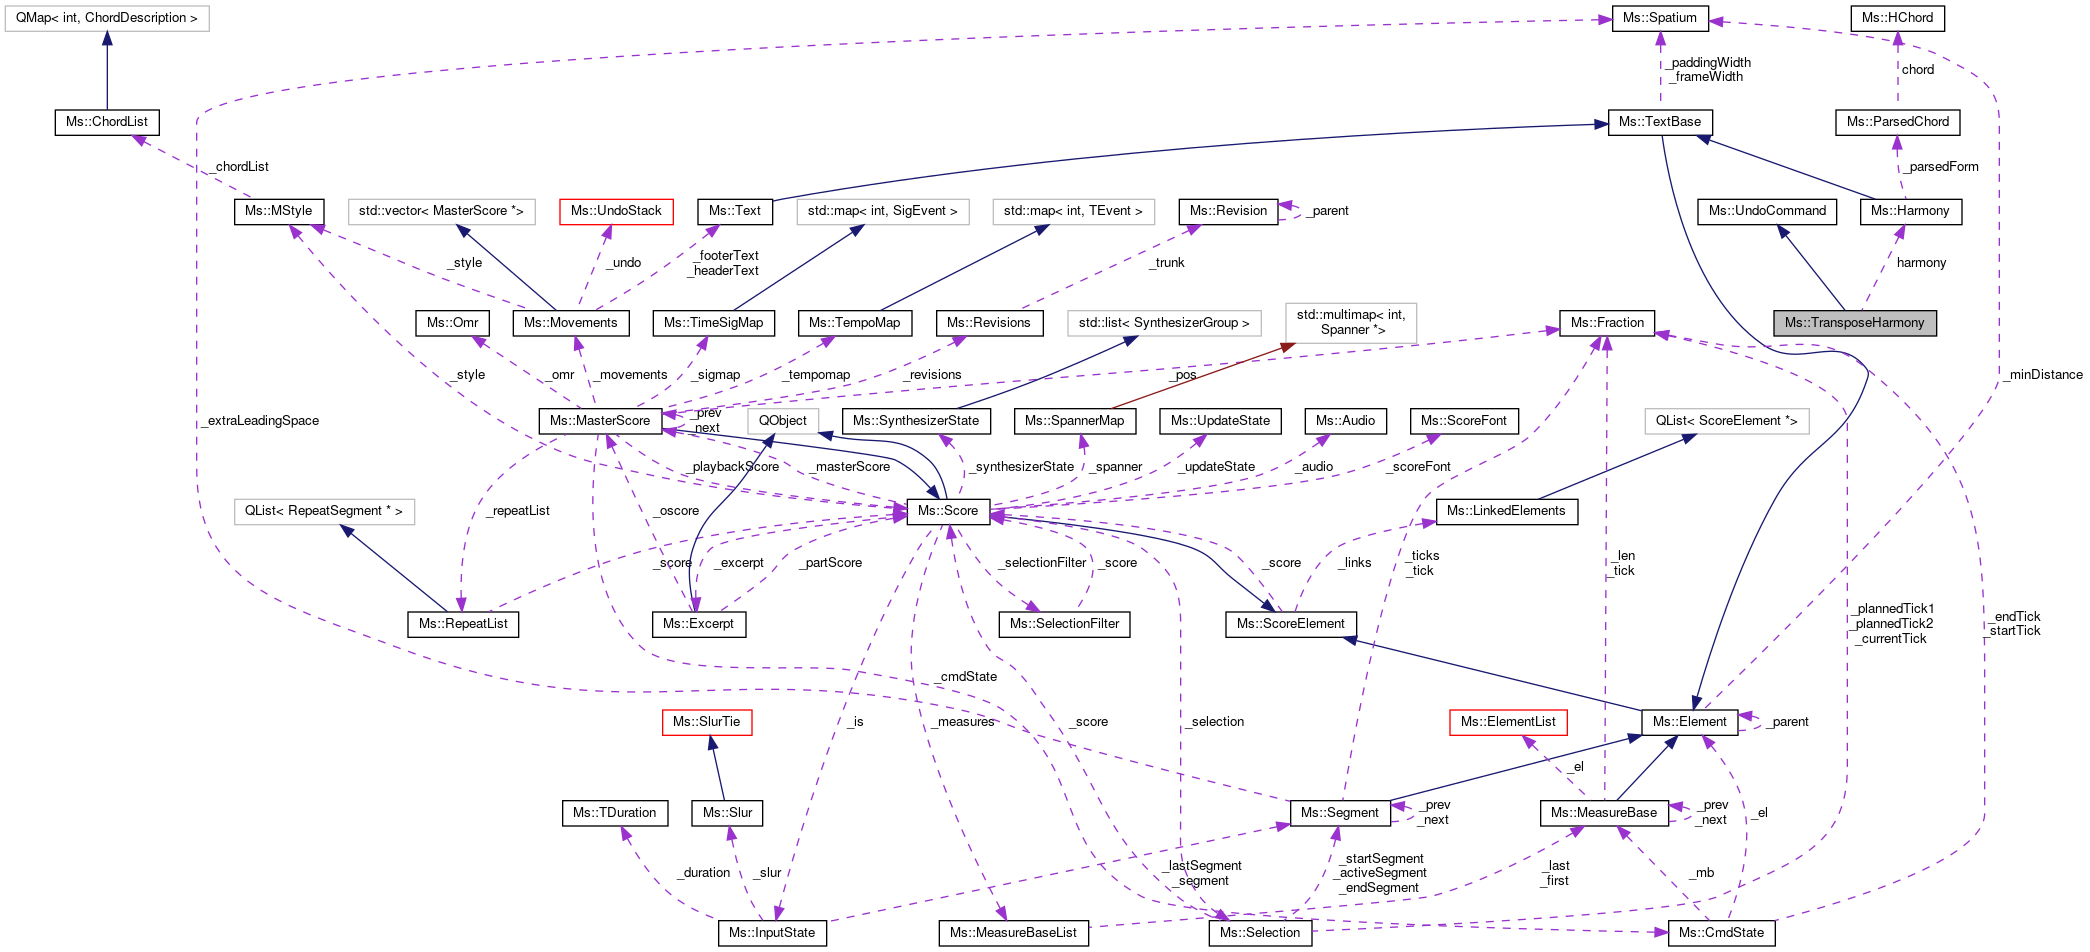 QMap< int, ChordDescription >
Ms::Spatium
Ms::HChord
_paddingWidth
_frameWidth
chord
Ms::ChordList
Ms::TextBase
Ms::ParsedChord
_chordList
_parsedForm
Ms::MStyle
std::vector< MasterScore *>
Ms::UndoStack
Ms::Text
std::map< int, SigEvent >
std::map< int, TEvent >
Ms::Revision
_parent
Ms::UndoCommand
Ms::Harmony
_style
_undo
_footerText
_headerText
_trunk
harmony
Ms::Omr
Ms::Movements
Ms::TimeSigMap
Ms::TempoMap
Ms::Revisions
std::list< SynthesizerGroup >
std::multimap< int,
Spanner *>
Ms::Fraction
Ms::TransposeHarmony
_style
_omr
_movements
_sigmap
_tempomap
_revisions
_pos
_minDistance
_extraLeadingSpace
Ms::MasterScore
_prev
_next
QObject
Ms::SynthesizerState
Ms::SpannerMap
Ms::UpdateState
Ms::Audio
Ms::ScoreFont
QList< ScoreElement *>
_playbackScore
_masterScore
_synthesizerState
_spanner
_updateState
_audio
_scoreFont
QList< RepeatSegment * >
_repeatList
_oscore
Ms::Score
Ms::LinkedElements
_score
_excerpt
_partScore
_selectionFilter
_score
_score
_links
_ticks
_tick
_len
_tick
Ms::RepeatList
Ms::Excerpt
Ms::SelectionFilter
Ms::ScoreElement
_plannedTick1
_plannedTick2
_currentTick
_endTick
_startTick
_cmdState
Ms::SlurTie
_is
_measures
_score
_selection
Ms::ElementList
Ms::Element
_parent
_el
Ms::TDuration
Ms::Slur
Ms::Segment
_prev
_next
Ms::MeasureBase
_prev
_next
_el
_duration
_slur
_lastSegment
_segment
_startSegment
_activeSegment
_endSegment
_last
_first
_mb
Ms::InputState
Ms::MeasureBaseList
Ms::Selection
Ms::CmdState